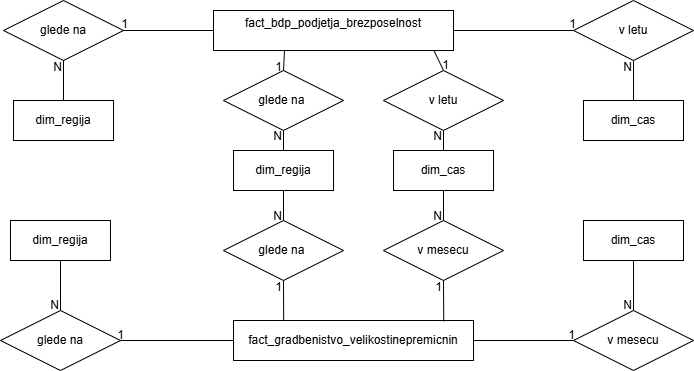 fact_bdp_podjetja_brezposelnost
glede na
1
1
v letu
N
1
1
N
glede na
v letu
dim_regija
dim_cas
N
N
dim_regija
dim_cas
N
N
dim_regija
glede na
v mesecu
dim_cas
1
1
N
N
glede na
1
fact_gradbenistvo_velikostinepremicnin
1
v mesecu